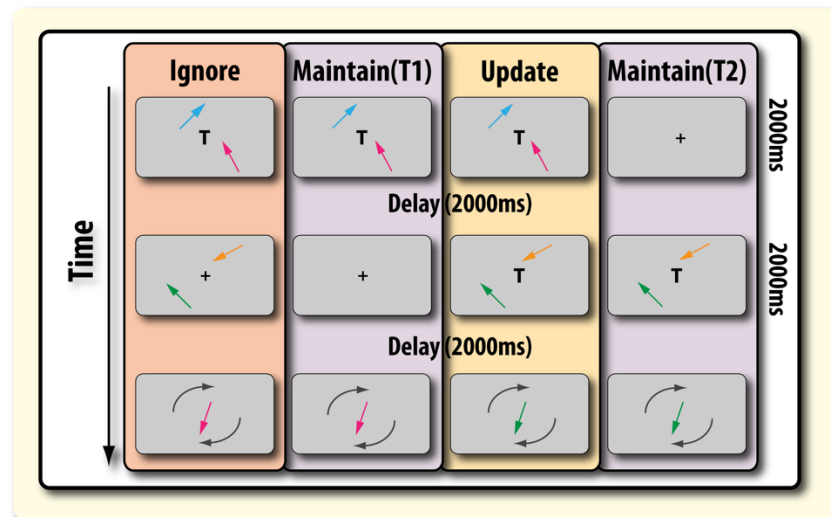 Ignore
Maintain(T1)
Update
Maintain(T2)
T
T
T
+
2000ms
Delay (2000ms)
Time
+
+
T
T
2000ms
Delay (2000ms)